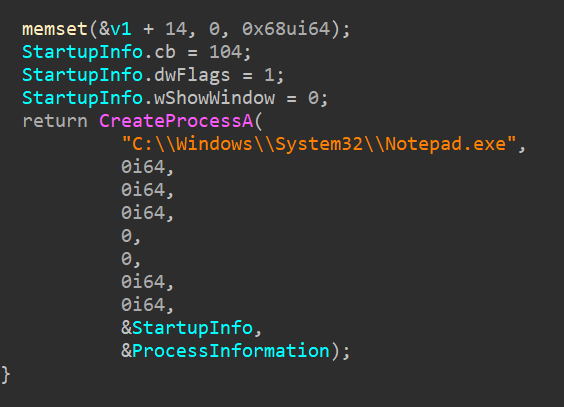 memset(&v1 + 14, 0, 0x68ui64);
StartupInfo.cb = 104;
StartupInfo.dwFlags = 1;
StartupInfo.wShowWindow = 0;
return CreateProcessA(
"C:\\Windows\\System32\\Notepad.exe",
0i64,
0i64,
0i64,
0,
0,
0i64,
0i64,
&StartupInfo,
&ProcessInformation);
}